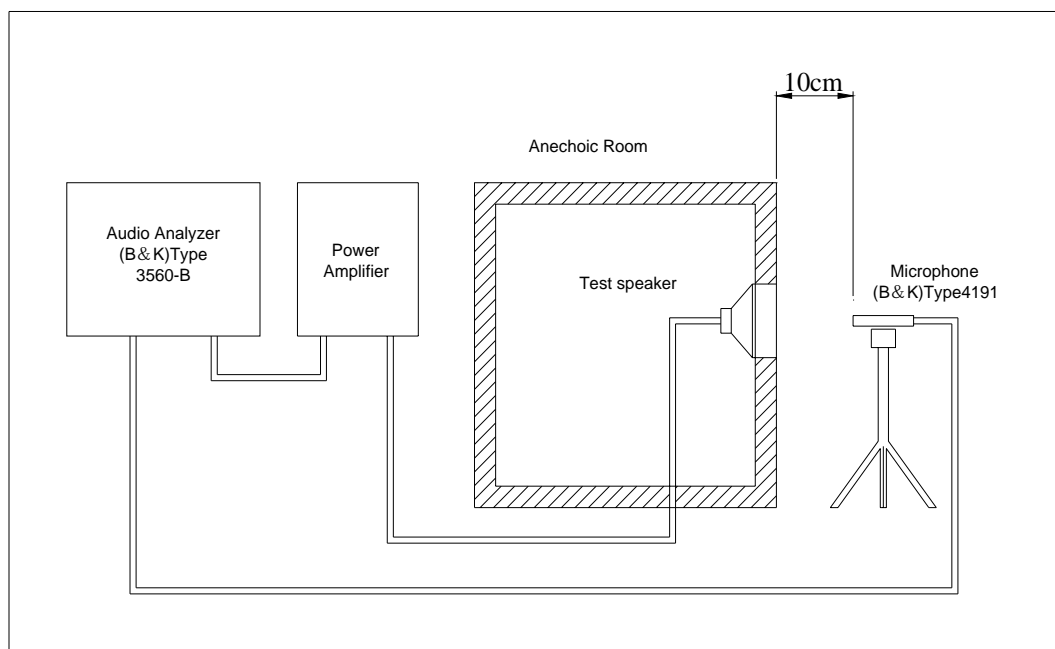 10cm
Anechoic Room
Audio Analyzer
(B&K)Type
3560-B
Power
Amplifier
Test speaker
Microphone
(B&K)Type4191